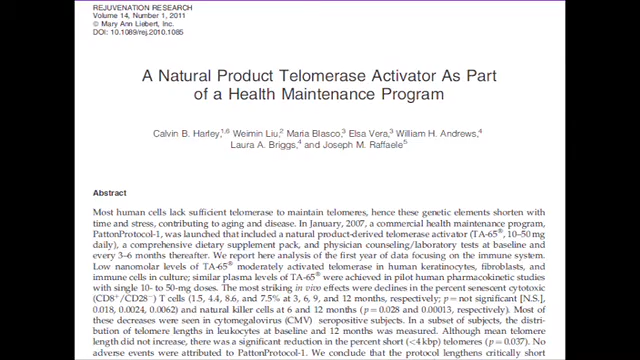 REJUVENATION RESEARCH
Volume 14, Number 1, 2011
© Mary Ann Liebert, Inc.
DOI: 10.1089/rej.2010.1085
A Natural Product Telomerase Activator As Part
of a Health Maintenance Program
Calvin B. Harley,1,6 Weimin Liu,2 Maria Blasco,3 Elsa Vera,3 William H. Andrews,4
Laura A. Briggs,4 and Joseph M. Raffaele5
Abstract
Most human cells lack sufficient telomerase to maintain telomeres, hence these genetic elements shorten with
time and stress, contributing to aging and disease. In January, 2007, a commercial health maintenance program,
PattonProtocol-1, was launched that included a natural product-derived telomerase activator (TA-65®, 10–50 mg
daily), a comprehensive dietary supplement pack, and physician counseling/laboratory tests at baseline and
every 3–6 months thereafter. We report here analysis of the first year of data focusing on the immune system.
Low nanomolar levels of TA-65® moderately activated telomerase in human keratinocytes, fibroblasts, and
immune cells in culture; similar plasma levels of TA-65® were achieved in pilot human pharmacokinetic studies
with single 10- to 50-mg doses. The most striking in vivo effects were declines in the percent senescent cytotoxic
(CD8+/CD28−) T cells (1.5, 4.4, 8.6, and 7.5% at 3, 6, 9, and 12 months, respectively; p = not significant [N.S.],
0.018, 0.0024, 0.0062) and natural killer cells at 6 and 12 months (p = 0.028 and 0.00013, respectively). Most of
these decreases were seen in cytomegalovirus (CMV) seropositive subjects. In a subset of subjects, the distri-
bution of telomere lengths in leukocytes at baseline and 12 months was measured. Although mean telomere
length did not increase, there was a significant reduction in the percent short (<4 kbp) telomeres (p = 0.037). No
adverse events were attributed to PattonProtocol-1. We conclude that the protocol lengthens critically short